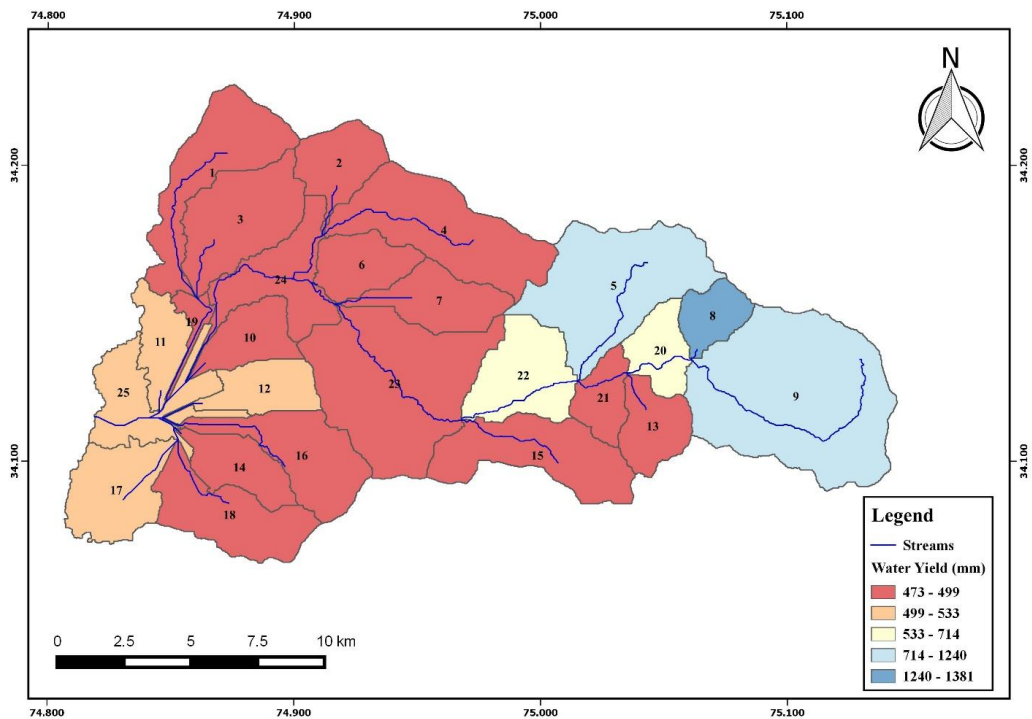 74.800 74.900 75.000 75.100
N
34.200 34.200
2
1
3
4
24
6
5
7
19
8
11
10
20
22
12
23
25
21
9
13
16
15
14
17
18
34.100 34.100
Legend
Streams
Water Yield (mm)
473 - 499
499 - 533
533 - 714
714 - 1240
1240 - 1381
0 2.5 5 7.5 10 km
74.800 74.900 75.000 75.100